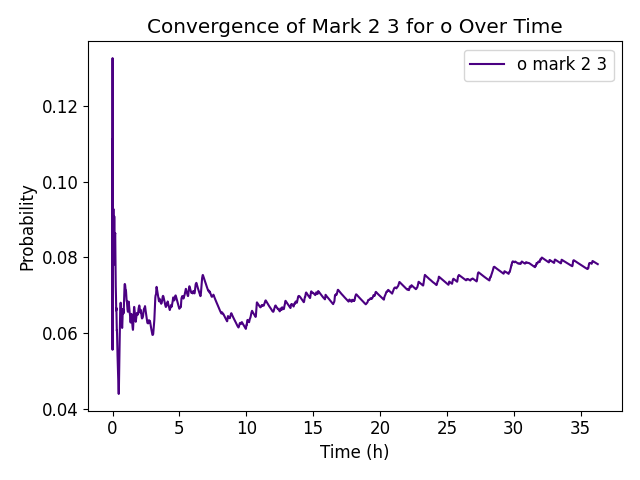 Convergence of Mark 2 3 for o Over Time
o mark 2 3
Probability
0.12
0.10
0.08
0.06
0.04
0 5 10 15 20 25 30 35
Time (h)